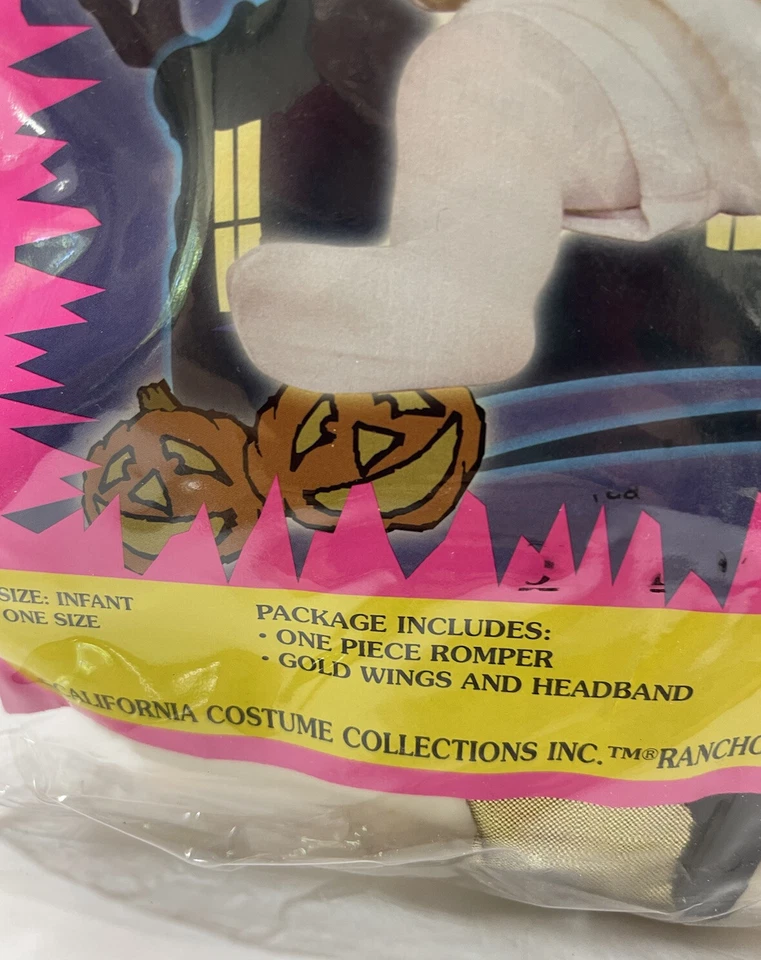 SIZE: INFANT
ONE SIZE
PACKAGE INCLUDES:
• ONE PIECE ROMPER
• GOLD WINGS AND HEADBAND
CALIFORNIA COSTUME COLLECTIONS INC.™® RANCHO